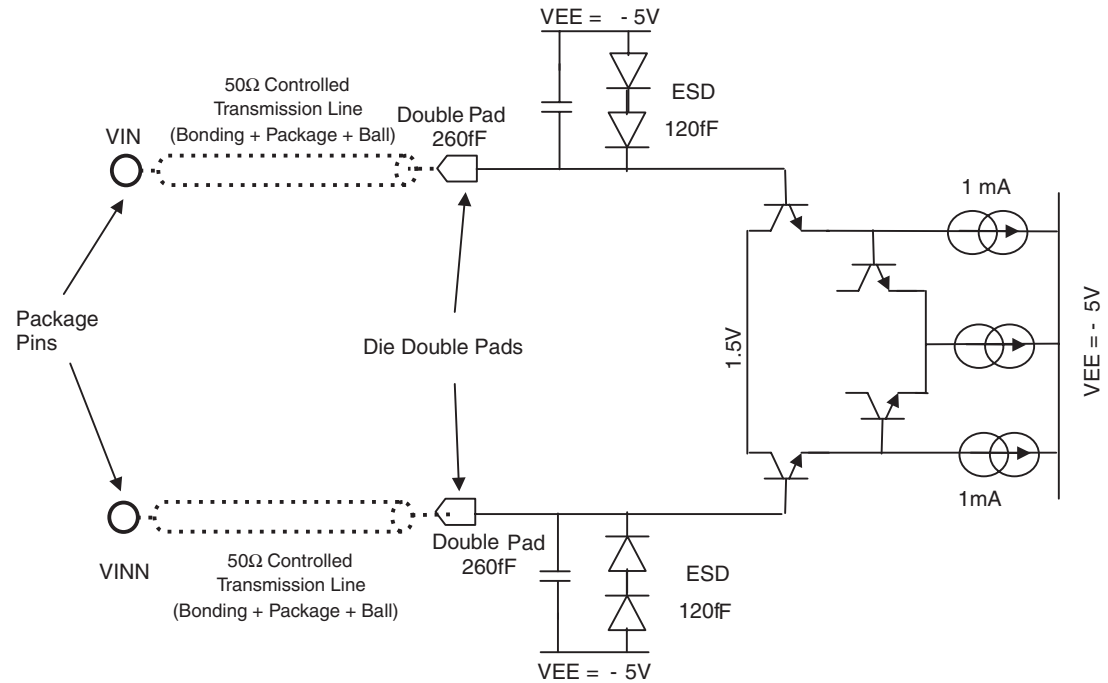 VEE = - 5V
50Ω Controlled
Transmission Line
(Bonding + Package + Ball)
Double Pad
260fF
ESD
120fF
VIN
1 mA
Package
Pins
Die Double Pads
1.5V
VEE = - 5V
VINN
50Ω Controlled
Transmission Line
(Bonding + Package + Ball)
Double Pad
260fF
ESD
120fF
1mA
VEE = - 5V